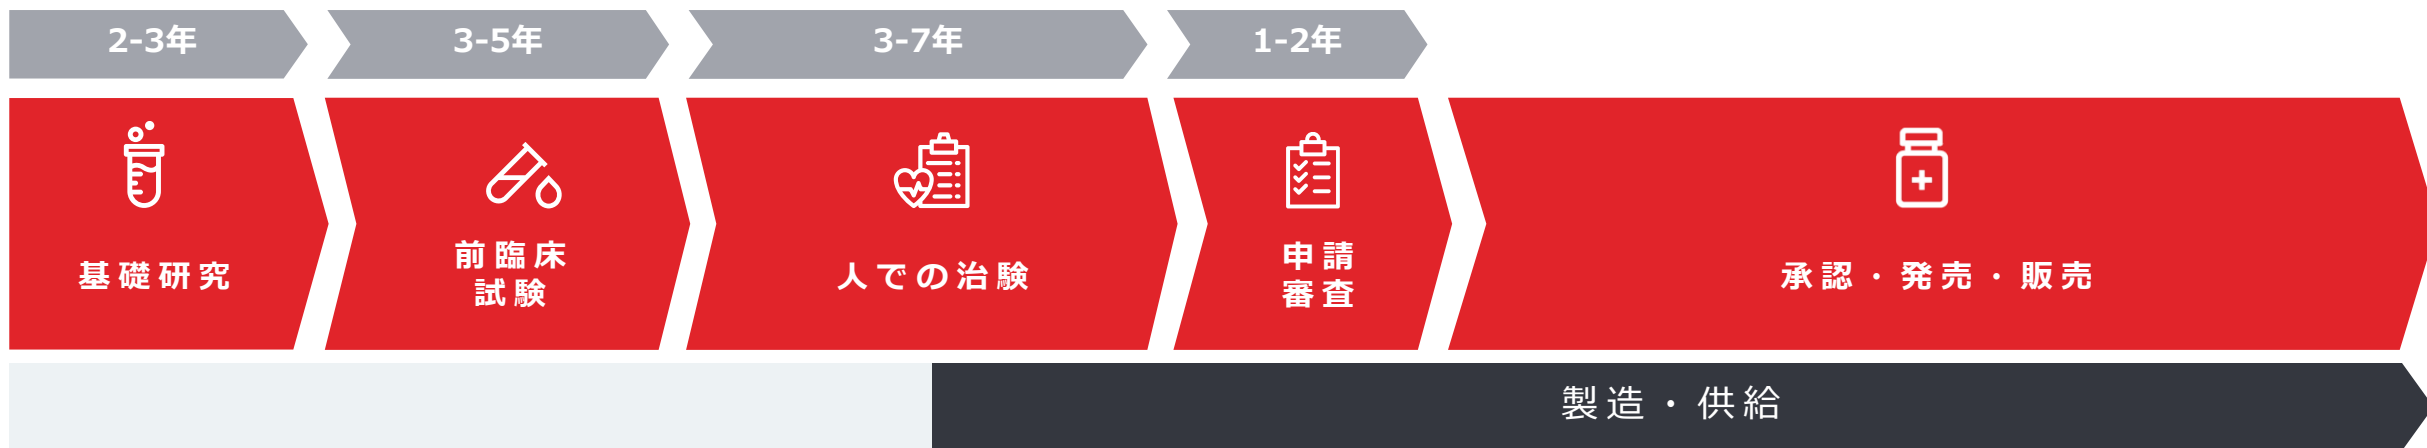 2-3年
3-5年
3-7年
1-2年
基礎研究
前臨床
試験
人での治験
申請
審査
承認・発売・販売
製造・供給